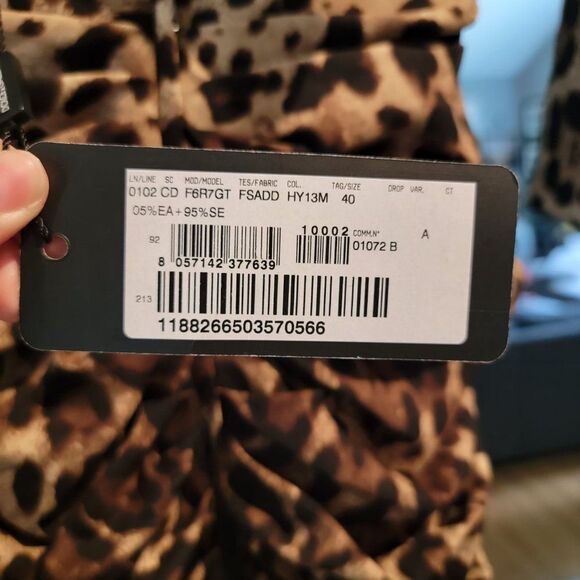 LN/LINE SC MOD/MODEL TES/FABRIC COL. TAG/SIZE DROP VAR. CT
0102 CD F6R7GT FSADD HY13M 40
05%EA+95%SE
10002 COMM.N° A
92 01072 B
8 057142 377639
213
1188266503570566